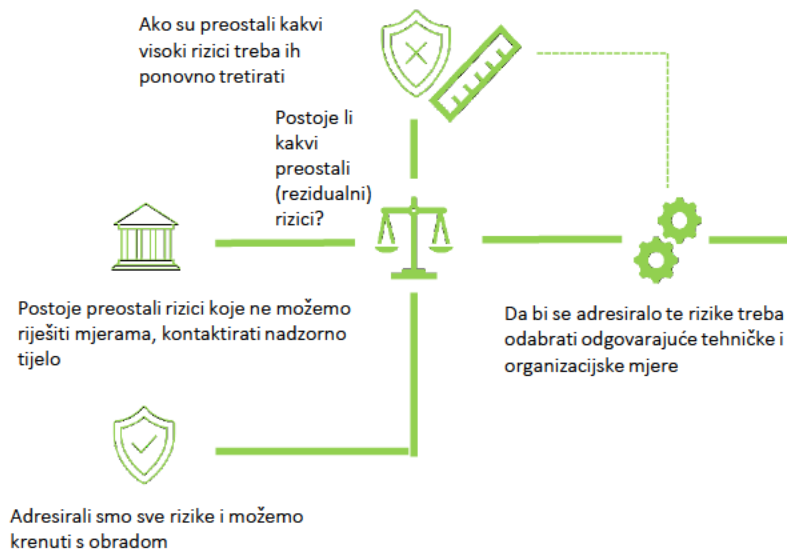 Ako su preostali kakvi
visoki rizici treba ih
ponovno tretirati
Postoje li
kakvi
preostali
(rezidualni)
rizici?
Postoje preostali rizici koje ne možemo
riješiti mjerama, kontaktirati nadzorno
tijelo
Da bi se adresiralo te rizike treba
odabrati odgovarajuće tehničke i
organizacijske mjere
Adresirali smo sve rizike i možemo
krenuti s obradom